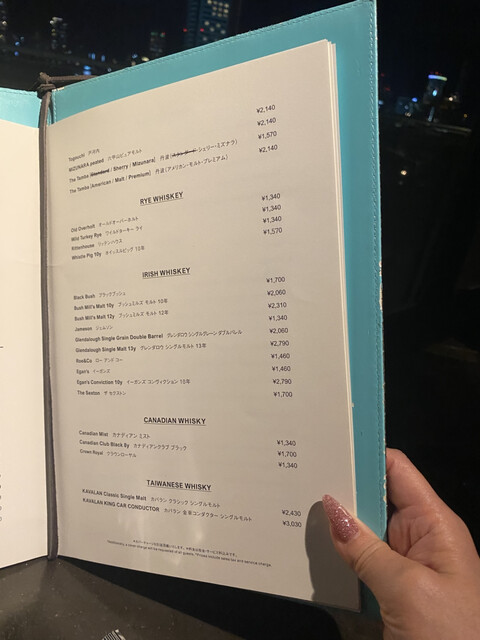 Togouchi 戸河内 ¥2,140
MIZUNARA peated 六甲山ピュアモルト ¥2,140
The Tamba (Standard / Sherry / Mizunara) 丹波(スタンダード・シェリー・ミズナラ) ¥1,570
The Tamba (American / Malt / Premium) 丹波(アメリカン・モルト・プレミアム) ¥2,140
RYE WHISKEY
Old Overholt オールドオーバーホルト ¥1,340
Wild Turkey Rye ワイルドターキー ライ ¥1,340
Rittenhouse リッテンハウス ¥1,340
Whistle Pig 10y ホイッスルピッグ 10年 ¥1,570
IRISH WHISKEY
Black Bush ブラックブッシュ ¥1,700
Bush Mill's Malt 10y ブッシュミルズ モルト 10年 ¥2,060
Bush Mill's Malt 12y ブッシュミルズ モルト 12年 ¥2,310
Jameson ジェムソン ¥1,340
Glendalough Single Grain Double Barrel グレンダロウ シングルグレーン ダブルバレル ¥2,060
Glendalough Single Malt 13y グレンダロウ シングルモルト 13年 ¥2,790
Roe&Co ロー アンド コー ¥1,460
Egan's イーガンズ ¥1,460
Egan's Conviction 10y イーガンズ コンヴィクション 10年 ¥2,790
The Sexton ザ セクストン ¥1,700
CANADIAN WHISKY
Canadian Mist カナディアン ミスト ¥1,340
Canadian Club Black 8y カナディアンクラブ ブラック ¥1,700
Crown Royal クラウンローヤル ¥1,340
TAIWANESE WHISKY
KAVALAN Classic Single Malt カバラン クラシック シングルモルト ¥2,430
KAVALAN KING CAR CONDUCTOR カバラン 金車コンダクター シングルモルト ¥3,030